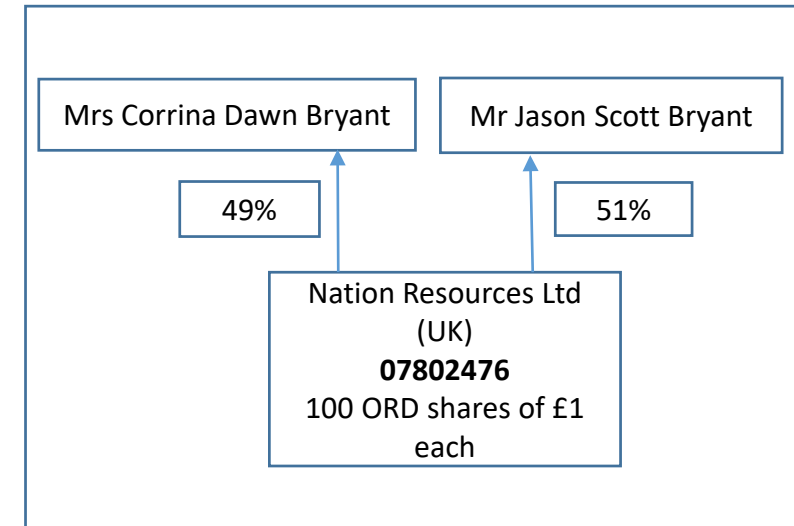 Mrs Corrina Dawn Bryant
Mr Jason Scott Bryant
49%
51%
Nation Resources Ltd
(UK)
07802476
100 ORD shares of £1
each